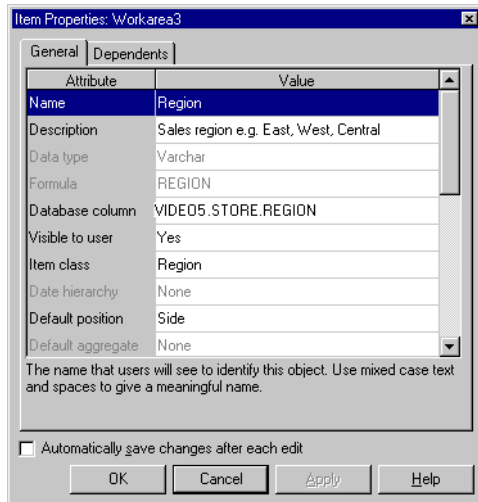 Item Properties: Workarea3
General Dependents
Attribute Value
Name Region
Description Sales region e.g. East, West, Central
Data type Varchar
Formula REGION
Database column VIDEO5.STORE.REGION
Visible to user Yes
Item class Region
Date hierarchy None
Default position Side
Default aggregate None
The name that users will see to identify this object. Use mixed case text
and spaces to give a meaningful name.
Automatically save changes after each edit
OK Cancel Apply Help